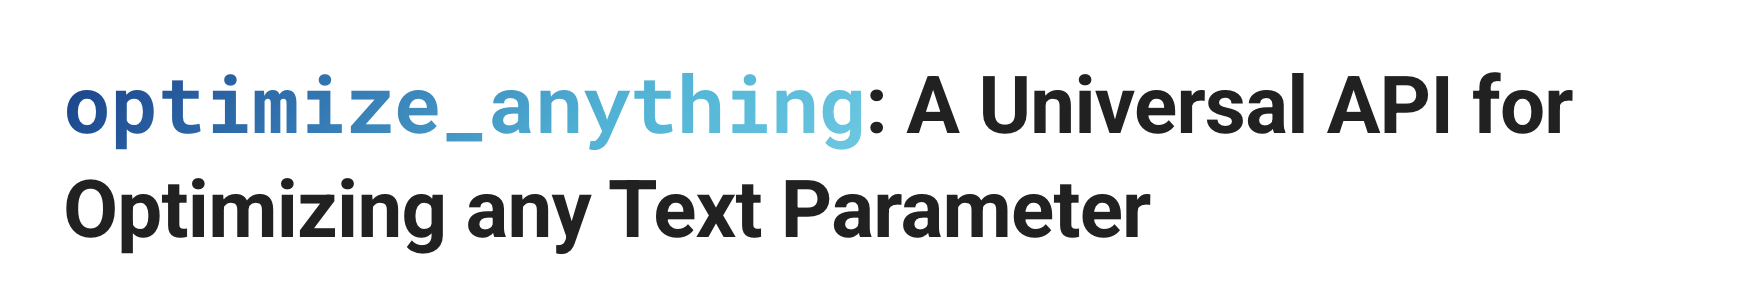 optimize_anything: A Universal API for
Optimizing any Text Parameter